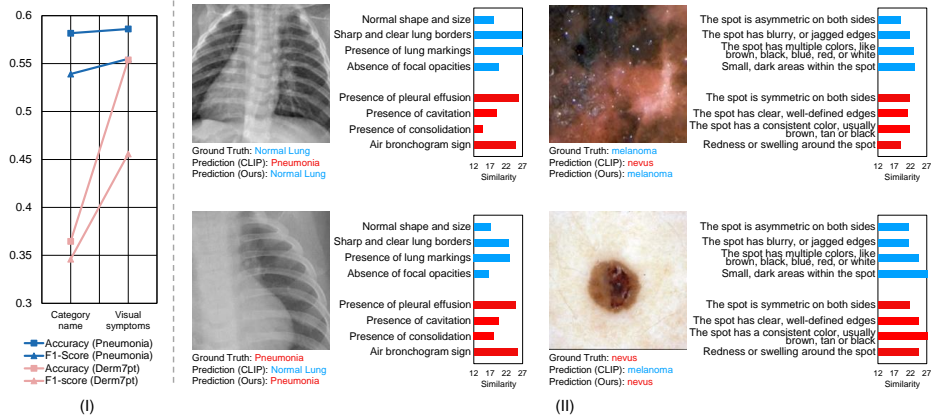 0.6
0.55
0.5
0.45
0.4
0.35
0.3
Category
name
Visual
symptoms
Accuracy (Pneumonia)
F1-Score (Pneumonia)
Accuracy (Derm7pt)
F1-score (Derm7pt)
(I)
Ground Truth: Normal Lung
Prediction (CLIP): Pneumonia
Prediction (Ours): Normal Lung
Normal shape and size
Sharp and clear lung borders
Presence of lung markings
Absence of focal opacities
Presence of pleural effusion
Presence of cavitation
Presence of consolidation
Air bronchogram sign
12 17 22 27
Similarity
Ground Truth: melanoma
Prediction (CLIP): nevus
Prediction (Ours): melanoma
The spot is asymmetric on both sides
The spot has blurry, or jagged edges
The spot has multiple colors, like
brown, black, blue, red, or white
Small, dark areas within the spot
The spot is symmetric on both sides
The spot has clear, well-defined edges
The spot has a consistent color, usually
brown, tan or black
Redness or swelling around the spot
12 17 22 27
Similarity
Ground Truth: Pneumonia
Prediction (CLIP): Normal Lung
Prediction (Ours): Pneumonia
Normal shape and size
Sharp and clear lung borders
Presence of lung markings
Absence of focal opacities
Presence of pleural effusion
Presence of cavitation
Presence of consolidation
Air bronchogram sign
12 17 22 27
Similarity
Ground Truth: nevus
Prediction (CLIP): melanoma
Prediction (Ours): nevus
The spot is asymmetric on both sides
The spot has blurry, or jagged edges
The spot has multiple colors, like
brown, black, blue, red, or white
Small, dark areas within the spot
The spot is symmetric on both sides
The spot has clear, well-defined edges
The spot has a consistent color, usually
brown, tan or black
Redness or swelling around the spot
12 17 22 27
Similarity
(II)